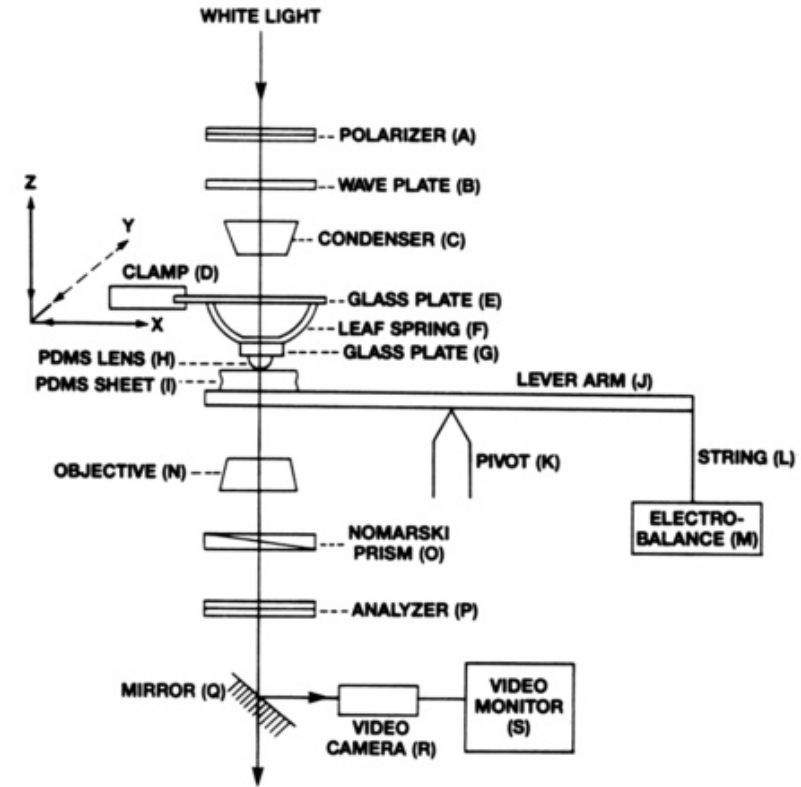 WHITE LIGHT
POLARIZER (A)
WAVE PLATE (B)
Z
Y
CONDENSER (C)
CLAMP (D)
GLASS PLATE (E)
X
LEAF SPRING (F)
GLASS PLATE (G)
PDMS LENS (H)
PDMS SHEET (I)
LEVER ARM (J)
OBJECTIVE (N)
PIVOT (K)
STRING (L)
ELECTRO-
BALANCE (M)
NOMARSKI
PRISM (O)
ANALYZER (P)
MIRROR (Q)
VIDEO
CAMERA (R)
VIDEO
MONITOR
(S)